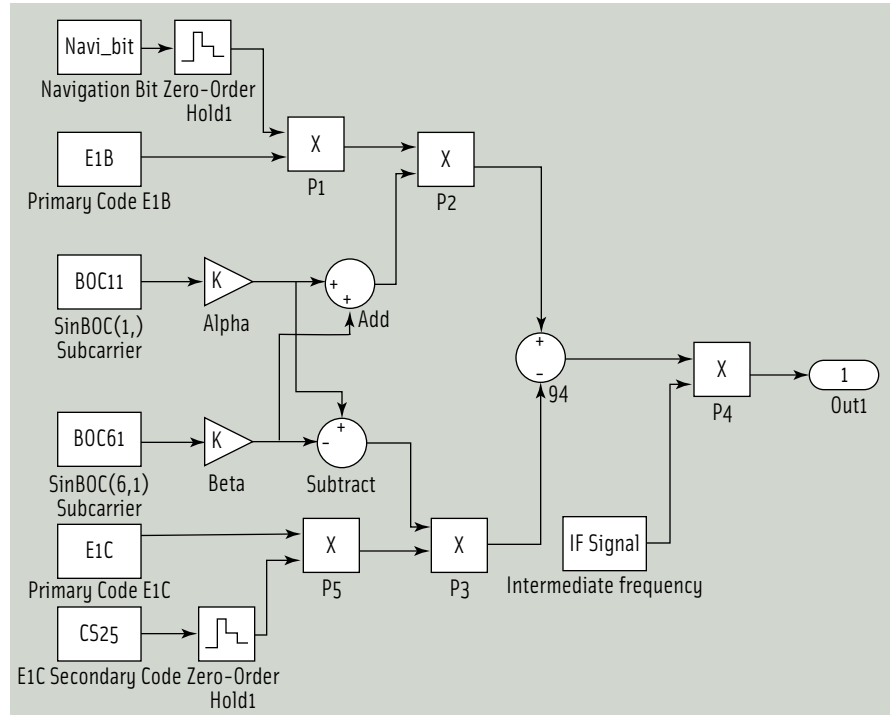 Navi_bit
Navigation Bit
Zero-Order
Hold1
E1B
Primary Code E1B
X
P1
X
P2
BOC11
SinBOC(1,)
Subcarrier
K
Alpha
+
+
Add
BOC61
SinBOC(6,1)
Subcarrier
K
Beta
+
-
Subtract
+
-
94
X
P4
1
Out1
E1C
Primary Code E1C
X
P5
X
P3
IF Signal
Intermediate frequency
CS25
E1C Secondary Code
Zero-Order
Hold1